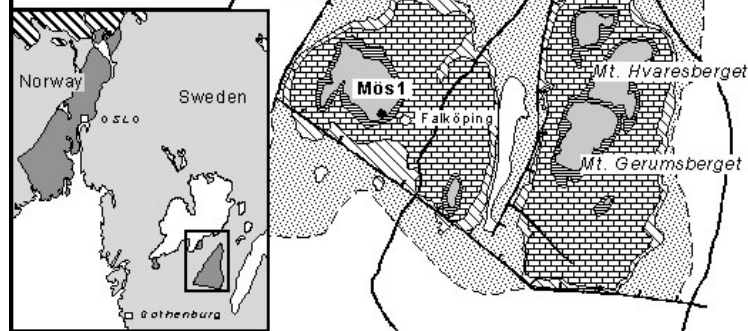 Norway
Sweden
OSLO
Gothenburg
Mös1
Falköping
Mt. Hvaresberget
Mt. Gerumsberget